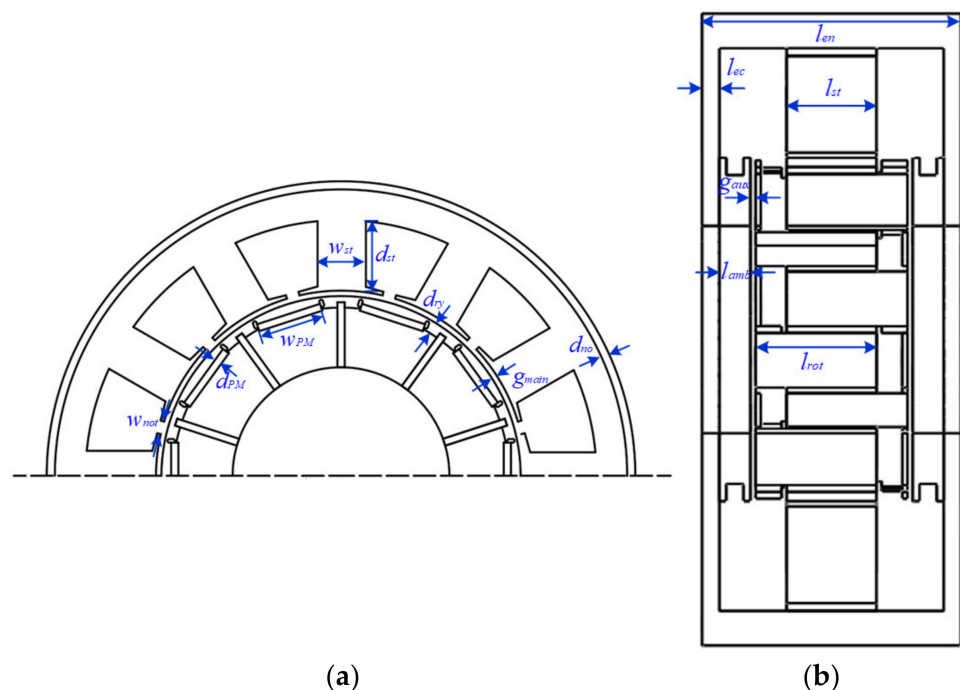 w_st
d_st
d_ry
w_PM
d_no
d_PM
g_main
w_not
(a)
l_en
l_ec
l_st
g_aux
l_amb
l_rot
(b)